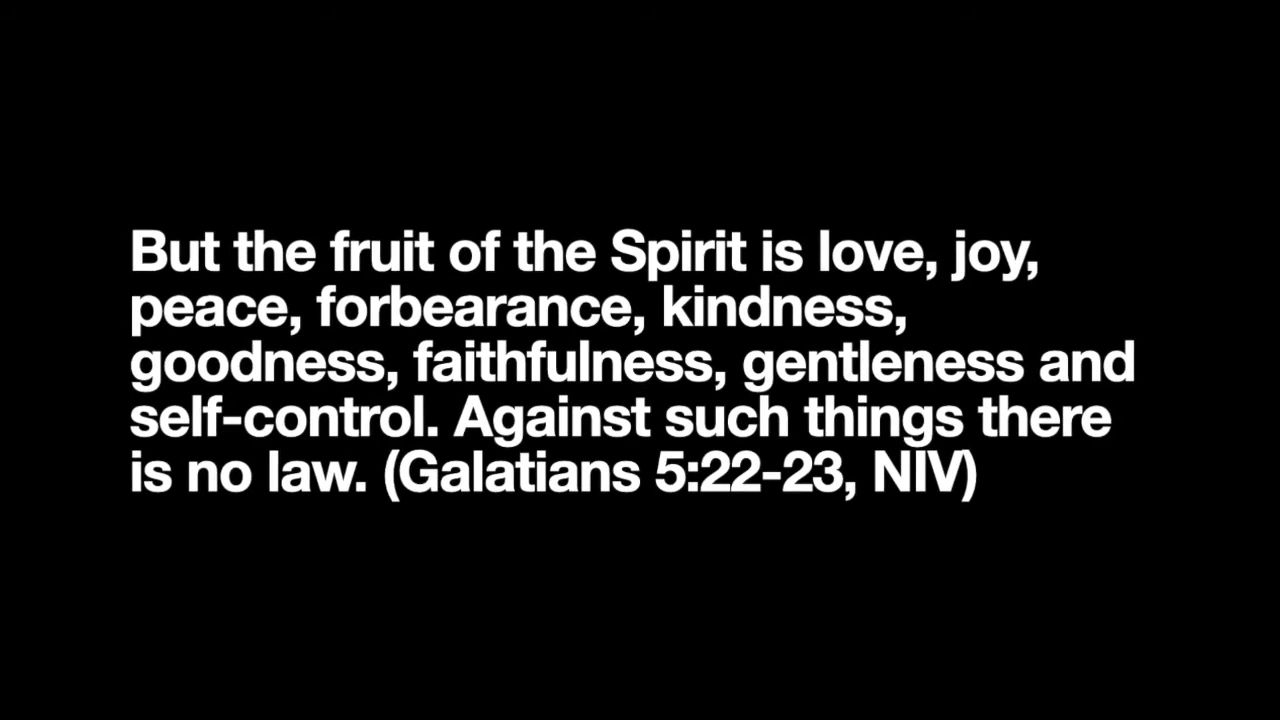 But the fruit of the Spirit is love, joy,
peace, forbearance, kindness,
goodness, faithfulness, gentleness and
self-control. Against such things there
is no law. (Galatians 5:22-23, NIV)